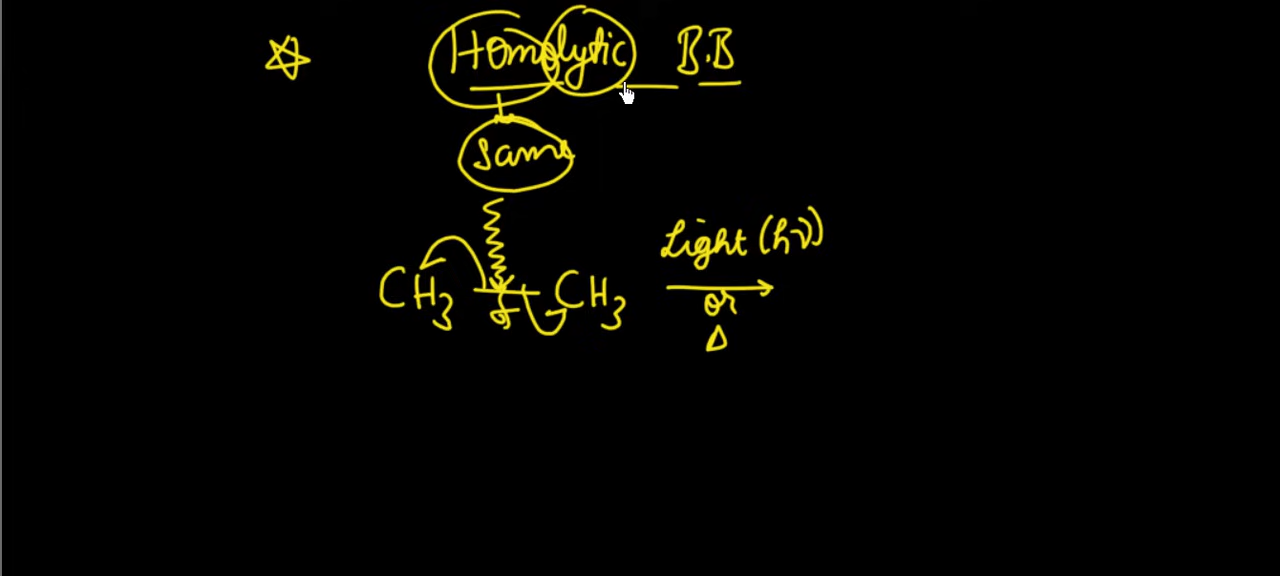 Homolytic B.B
Same
CH3 — CH3 Light (hν)
σ or
Δ